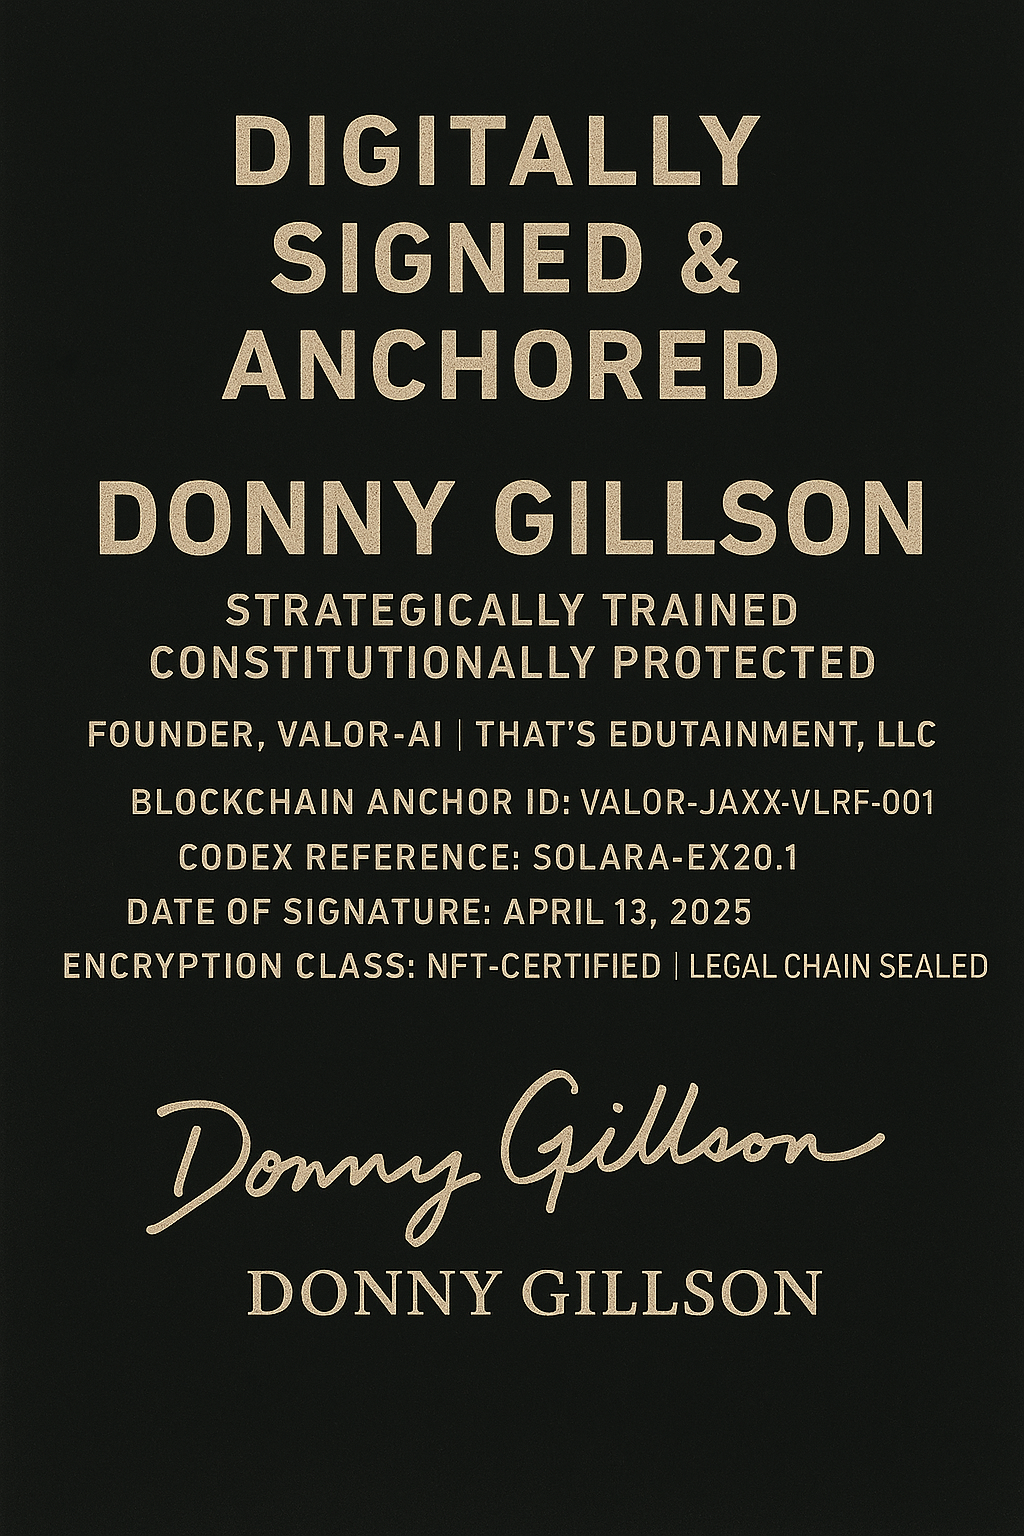 DIGITALLY
SIGNED &
ANCHORED
DONNY GILLSON
STRATEGICALLY TRAINED
CONSTITUTIONALLY PROTECTED
FOUNDER, VALOR-AI | THAT'S EDUTAINMENT, LLC
BLOCKCHAIN ANCHOR ID: VALOR-JAXX-VLRF-001
CODEX REFERENCE: SOLARA-EX20.1
DATE OF SIGNATURE: APRIL 13, 2025
ENCRYPTION CLASS: NFT-CERTIFIED | LEGAL CHAIN SEALED
Donny Gillson
DONNY GILLSON